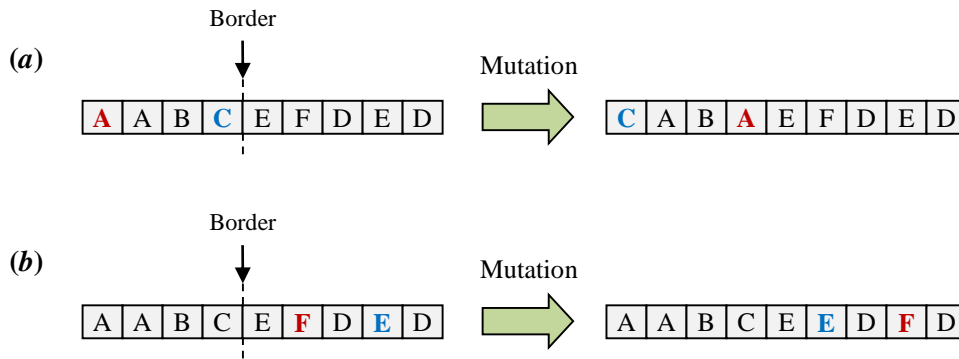 Border
(a)
Mutation
A A B C E F D E D
C A B A E F D E D
Border
(b)
Mutation
A A B C E F D E D
A A B C E E D F D